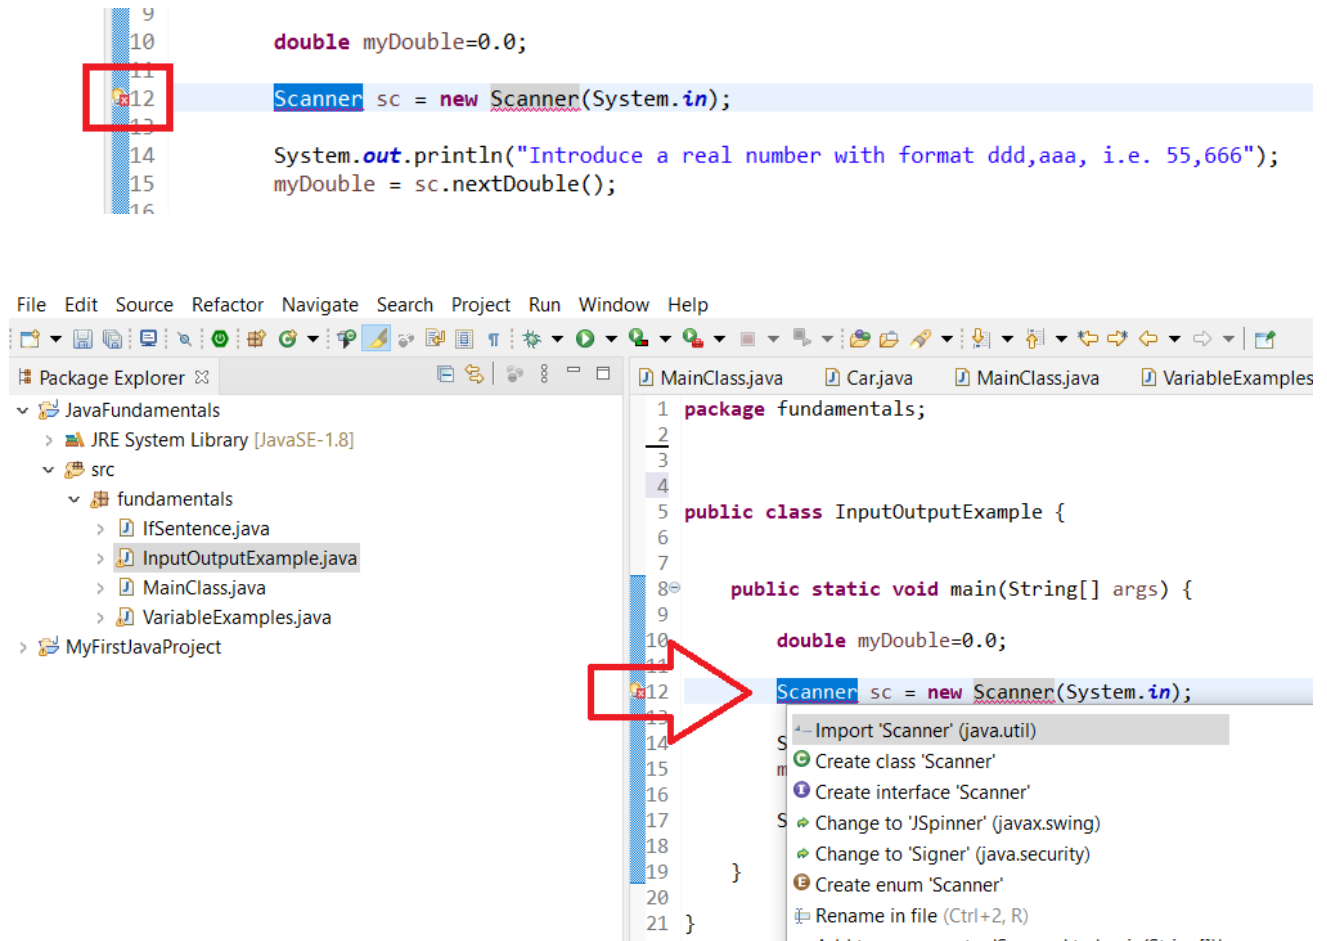 9
10 double myDouble=0.0;
11
12 Scanner sc = new Scanner(System.in);
13
14 System.out.println("Introduce a real number with format ddd,aaa, i.e. 55,666");
15 myDouble = sc.nextDouble();
16
File Edit Source Refactor Navigate Search Project Run Window Help
Package Explorer
JavaFundamentals
JRE System Library [JavaSE-1.8]
src
fundamentals
IfSentence.java
InputOutputExample.java
MainClass.java
VariableExamples.java
MyFirstJavaProject
MainClass.java Car.java MainClass.java VariableExamples
1 package fundamentals;
2
3
4
5 public class InputOutputExample {
6
7
8 public static void main(String[] args) {
9
10 double myDouble=0.0;
11
12 Scanner sc = new Scanner(System.in);
13
14 S
15 m
16
17 S
18
19 }
20
21 }
Import 'Scanner' (java.util)
Create class 'Scanner'
Create interface 'Scanner'
Change to 'JSpinner' (javax.swing)
Change to 'Signer' (java.security)
Create enum 'Scanner'
Rename in file (Ctrl+2, R)